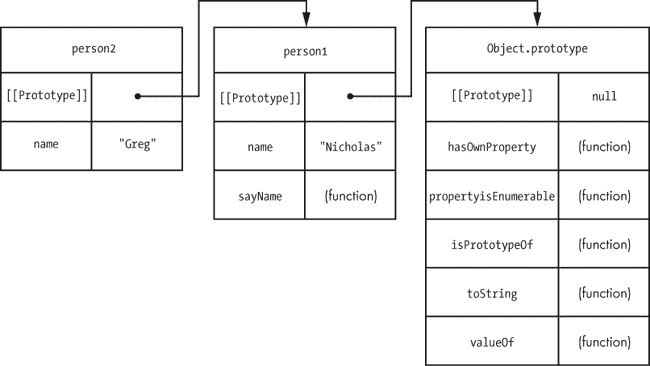 person2
[[Prototype]]
name "Greg"
person1
[[Prototype]]
name "Nicholas"
sayName (function)
Object.prototype
[[Prototype]] null
hasOwnProperty (function)
propertyisEnumerable (function)
isPrototypeOf (function)
toString (function)
valueOf (function)